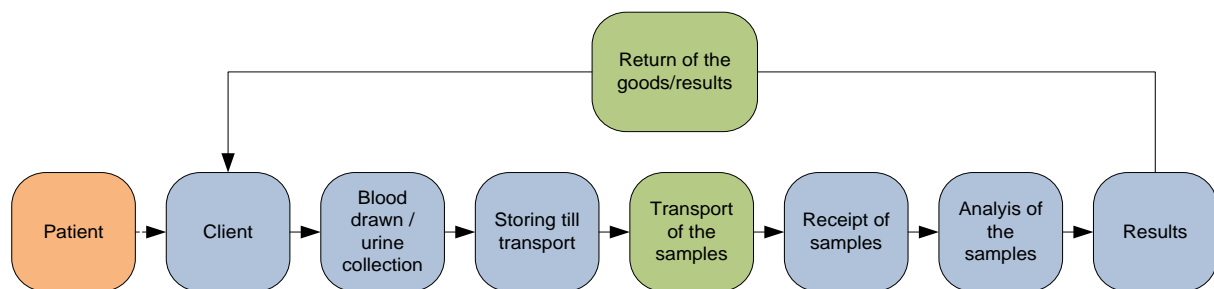 Return of the
goods/results
Patient
Client
Blood
drawn /
urine
collection
Storing till
transport
Transport
of the
samples
Receipt of
samples
Analyis of
the
samples
Results